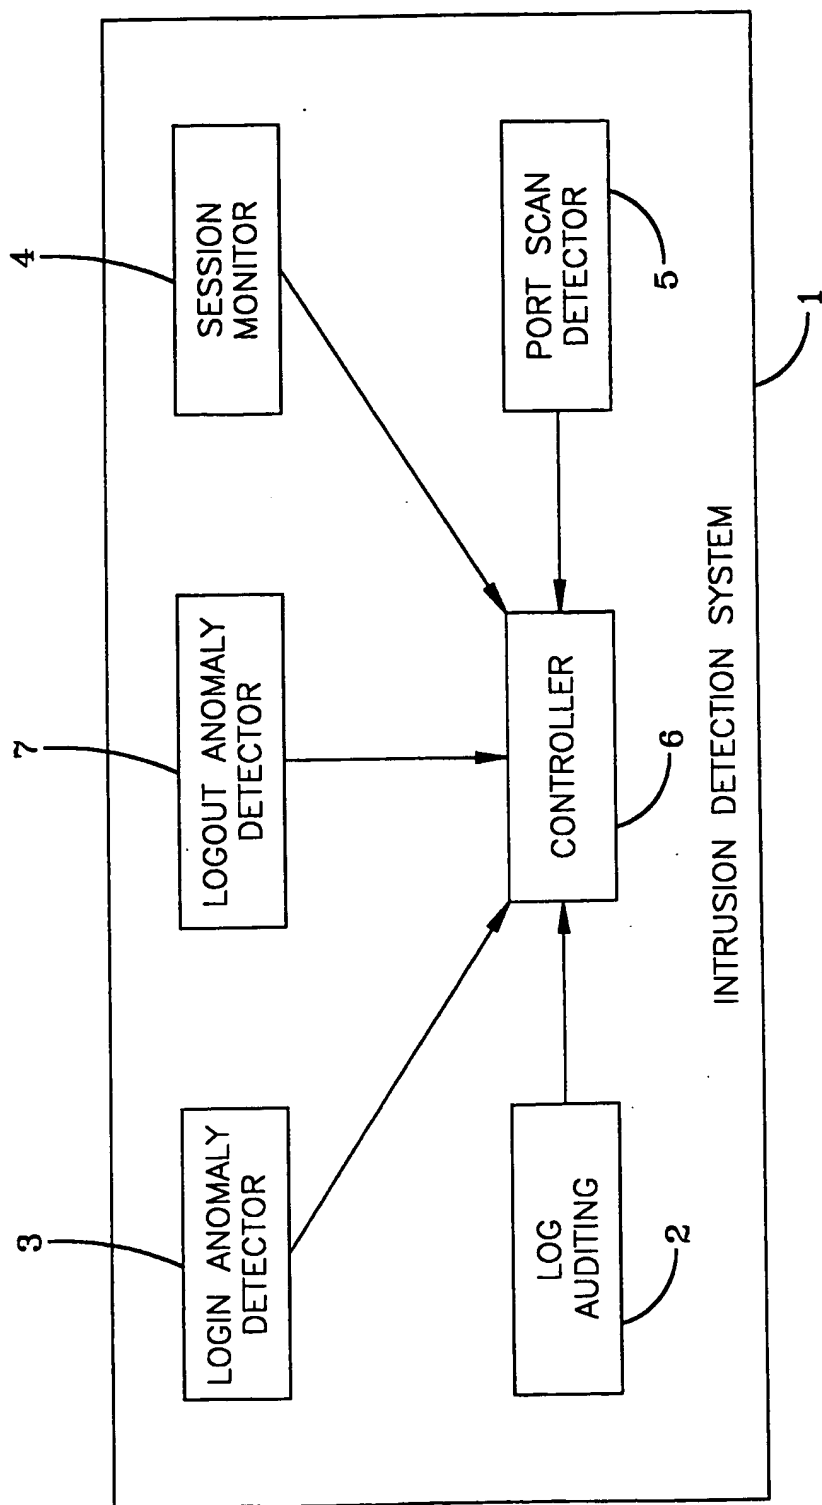 3
7
4
LOGIN ANOMALY
DETECTOR
LOGOUT ANOMALY
DETECTOR
SESSION
MONITOR
LOG
AUDITING
CONTROLLER
PORT SCAN
DETECTOR
2
6
5
INTRUSION DETECTION SYSTEM
1